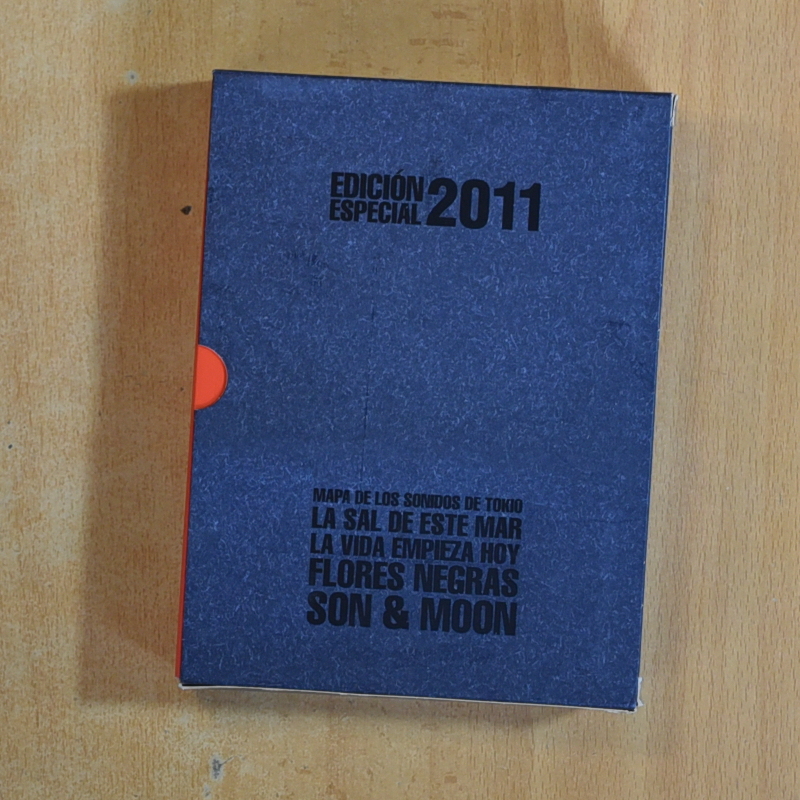 EDICIÓN
ESPECIAL 2011
MAPA DE LOS SONIDOS DE TOKIO
LA SAL DE ESTE MAR
LA VIDA EMPIEZA HOY
FLORES NEGRAS
SON & MOON